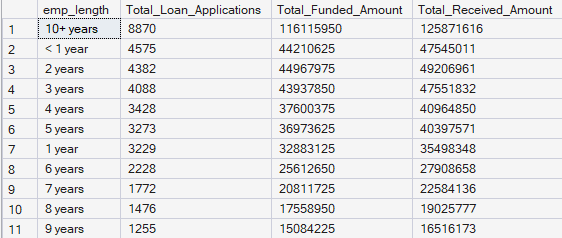 emp_length Total_Loan_Applications Total_Funded_Amount Total_Received_Amount
1 10+ years 8870 116115950 125871616
2 < 1 year 4575 44210625 47545011
3 2 years 4382 44967975 49206961
4 3 years 4088 43937850 47551832
5 4 years 3428 37600375 40964850
6 5 years 3273 36973625 40397571
7 1 year 3229 32883125 35498348
8 6 years 2228 25612650 27908658
9 7 years 1772 20811725 22584136
10 8 years 1476 17558950 19025777
11 9 years 1255 15084225 16516173